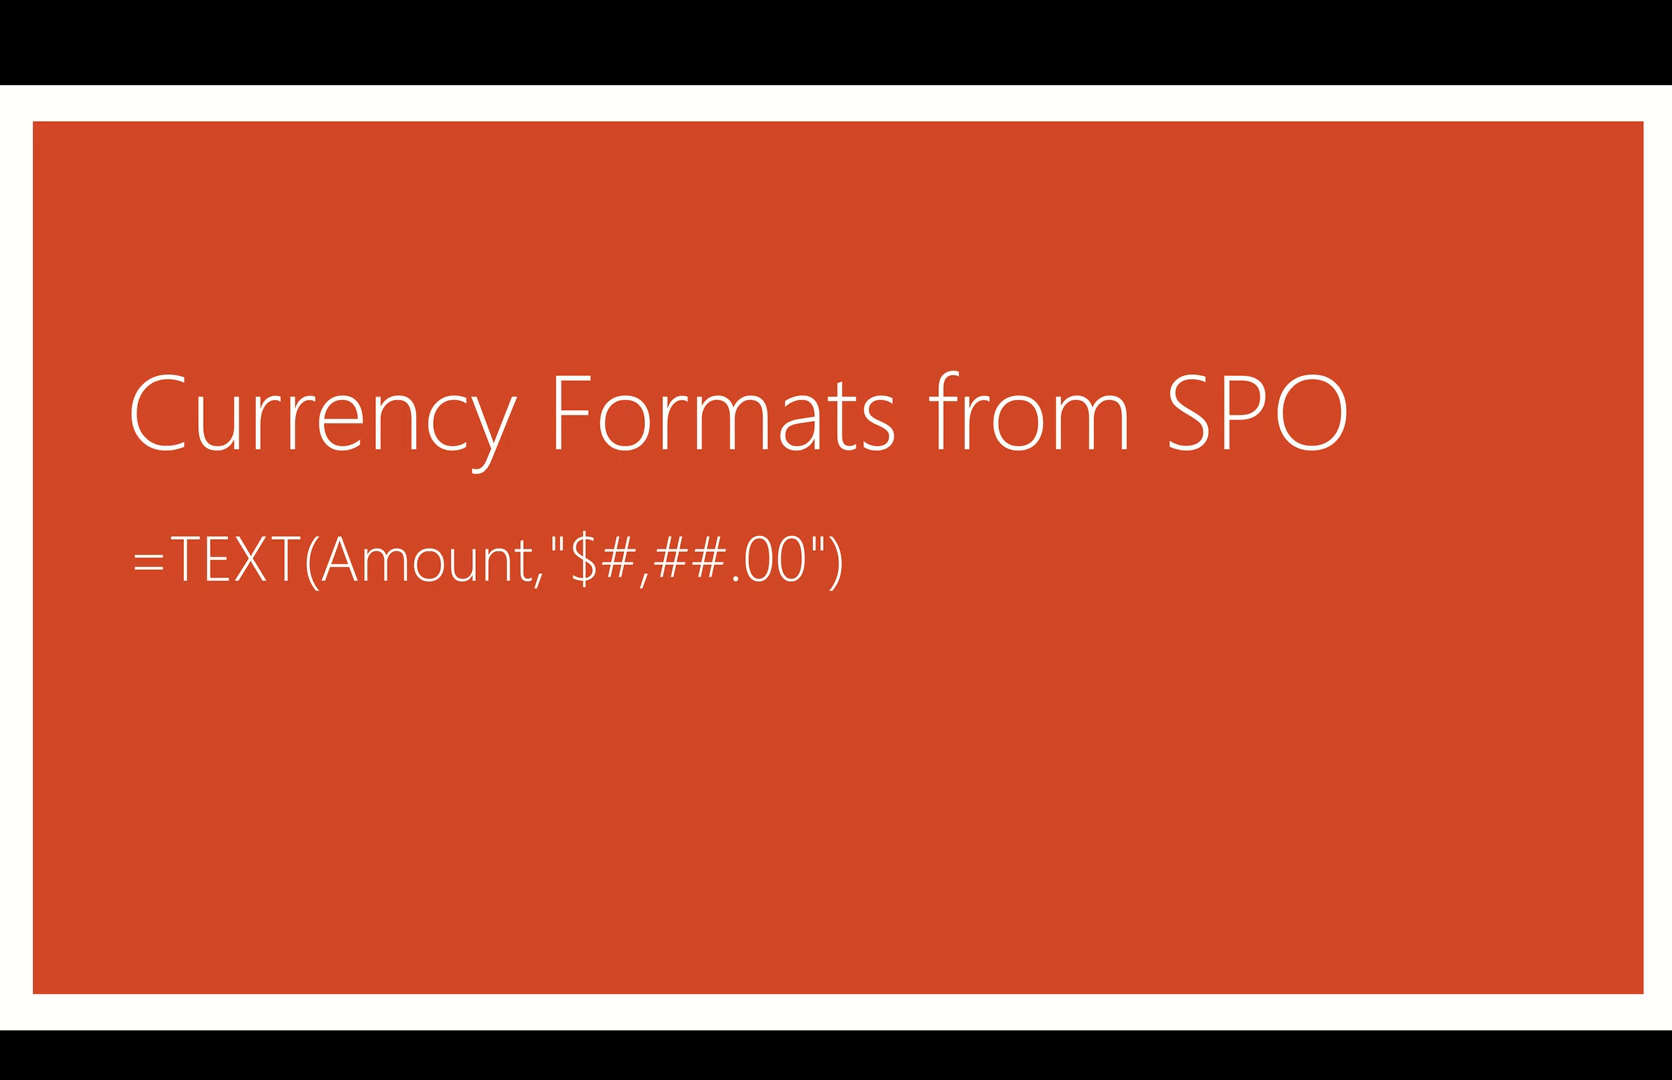 Currency Formats from SPO
=TEXT(Amount,"$#,##.00")